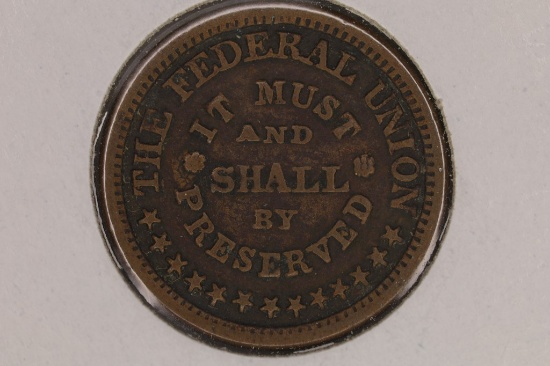 THE FEDERAL UNION
IT MUST
AND
SHALL
BY
PRESERVED